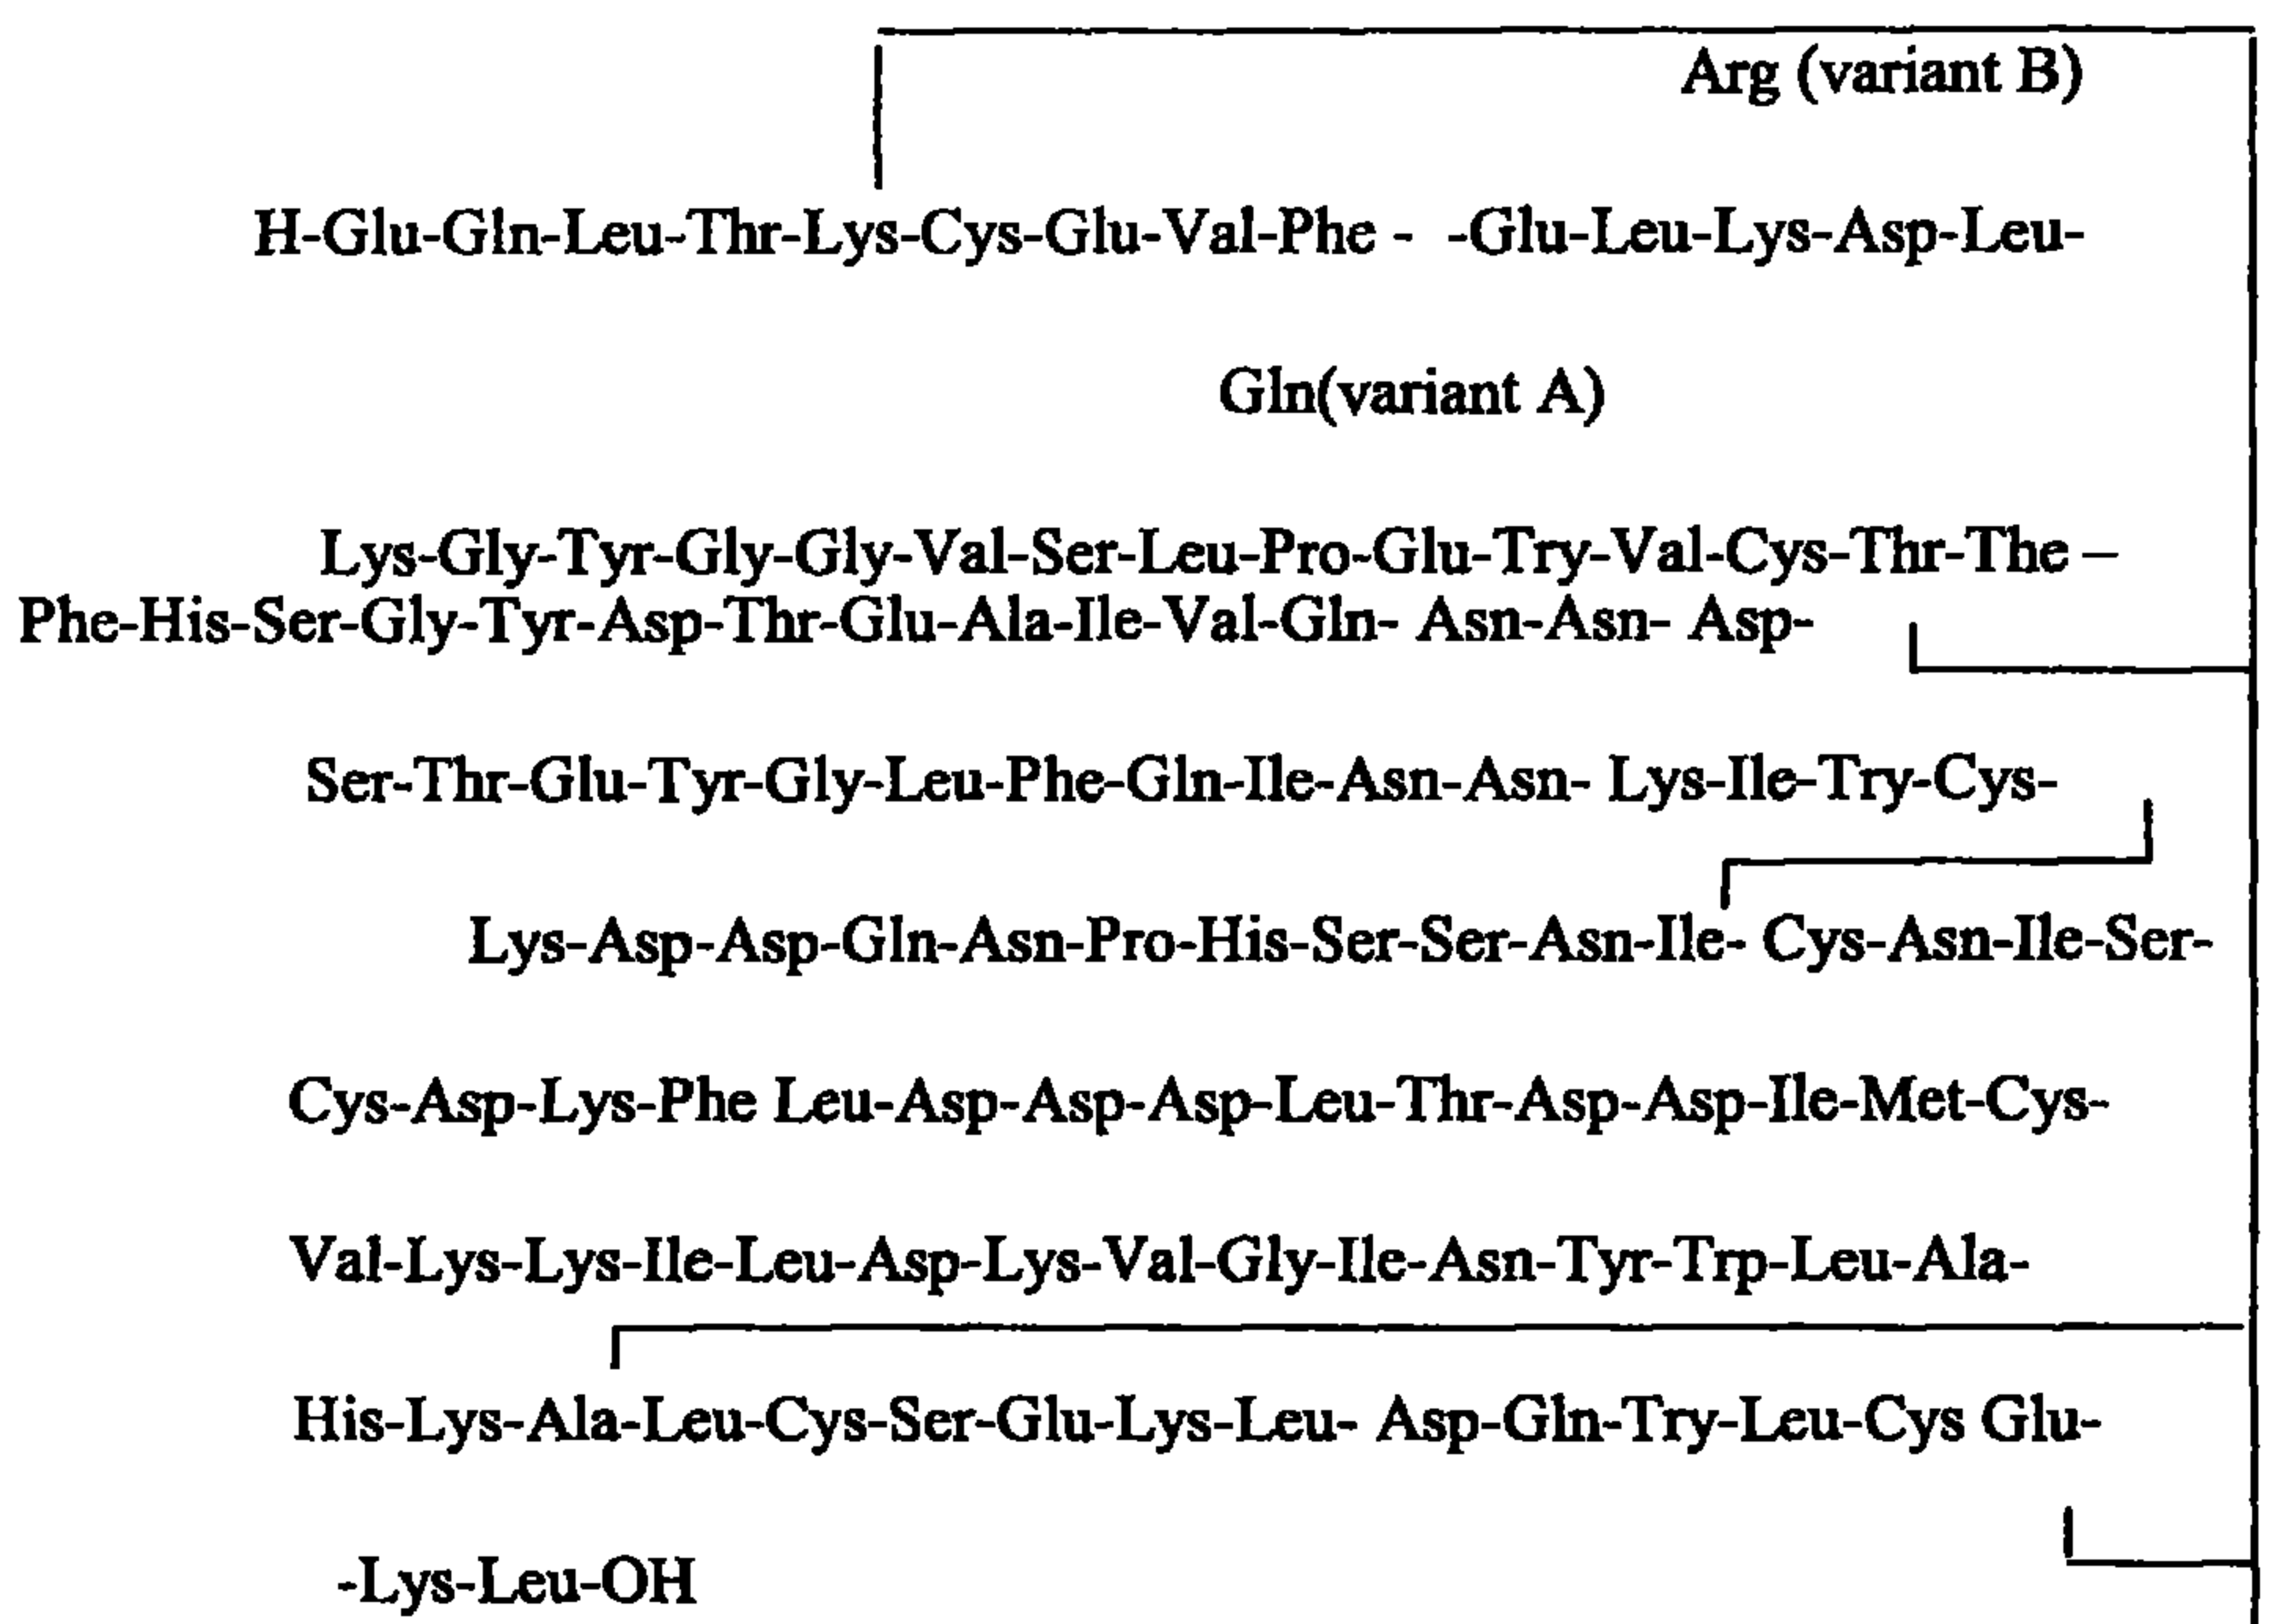 Arg (variant B)
H-Glu-Gln-Leu-Thr-Lys-Cys-Glu-Val-Phe - -Glu-Leu-Lys-Asp-Leu-
Gln(variant A)
Lys-Gly-Tyr-Gly-Gly-Val-Ser-Leu-Pro-Glu-Try-Val-Cys-Thr-The –
Phe-His-Ser-Gly-Tyr-Asp-Thr-Glu-Ala-Ile-Val-Gln- Asn-Asn- Asp-
Ser-Thr-Glu-Tyr-Gly-Leu-Phe-Gln-Ile-Asn-Asn- Lys-Ile-Try-Cys-
Lys-Asp-Asp-Gln-Asn-Pro-His-Ser-Ser-Asn-Ile- Cys-Asn-Ile-Ser-
Cys-Asp-Lys-Phe Leu-Asp-Asp-Asp-Leu-Thr-Asp-Asp-Ile-Met-Cys-
Val-Lys-Lys-Ile-Leu-Asp-Lys-Val-Gly-Ile-Asn-Tyr-Trp-Leu-Ala-
His-Lys-Ala-Leu-Cys-Ser-Glu-Lys-Leu- Asp-Gln-Try-Leu-Cys Glu-
-Lys-Leu-OH